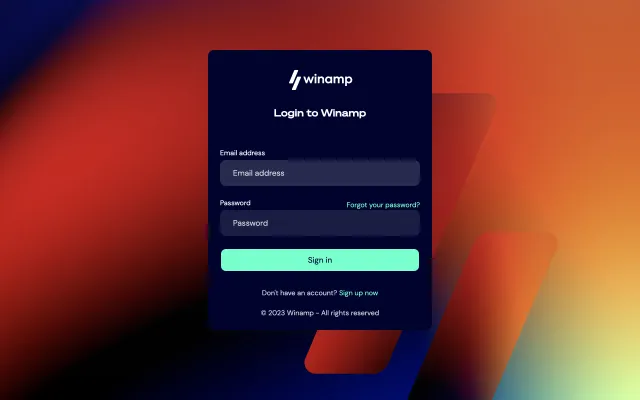 winamp
Login to Winamp
Email address
Email address
Password
Forgot your password?
Password
Sign in
Don't have an account? Sign up now
© 2023 Winamp - All rights reserved